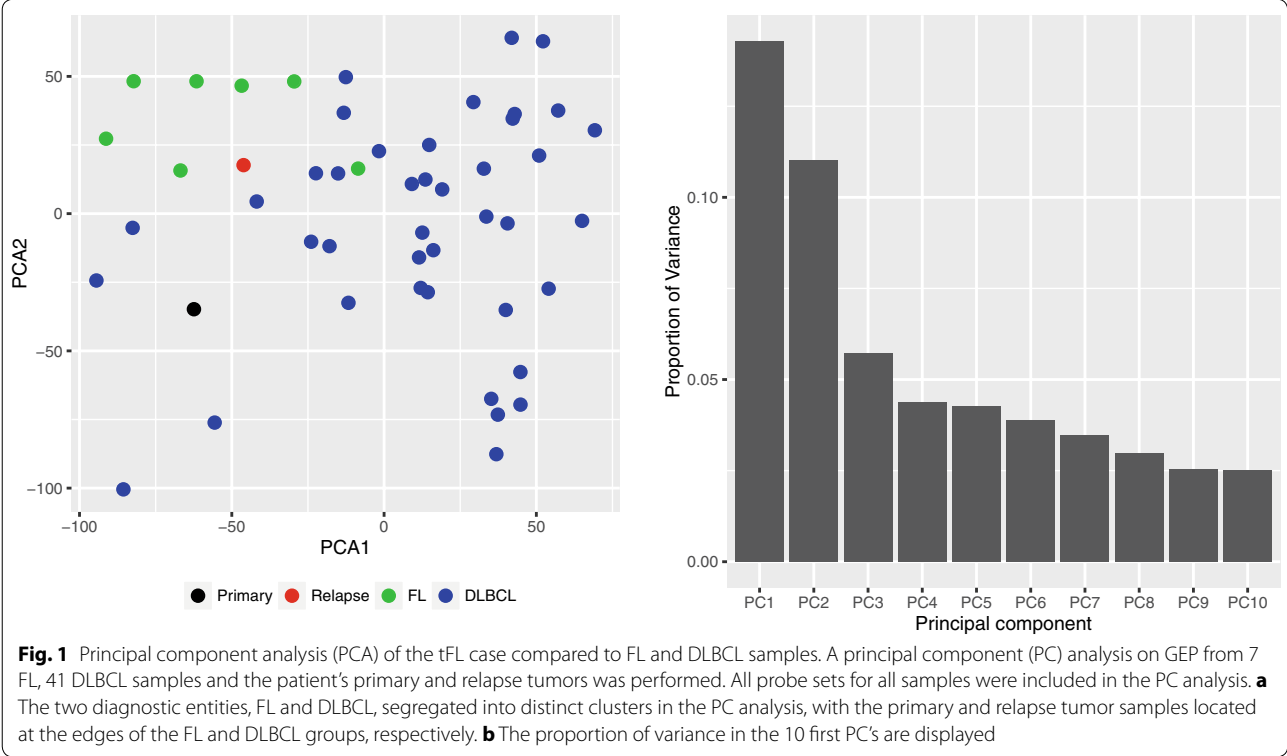 50
0
−50
−100
PCA2
−100
−50
0
50
PCA1
Primary
Relapse
FL
DLBCL
0.10
0.05
0.00
Proportion of Variance
PC1
PC2
PC3
PC4
PC5
PC6
PC7
PC8
PC9
PC10
Principal component
Fig. 1 Principal component analysis (PCA) of the tFL case compared to FL and DLBCL samples. A principal component (PC) analysis on GEP from 7
FL, 41 DLBCL samples and the patient's primary and relapse tumors was performed. All probe sets for all samples were included in the PC analysis. a
The two diagnostic entities, FL and DLBCL, segregated into distinct clusters in the PC analysis, with the primary and relapse tumor samples located
at the edges of the FL and DLBCL groups, respectively. b The proportion of variance in the 10 first PC's are displayed